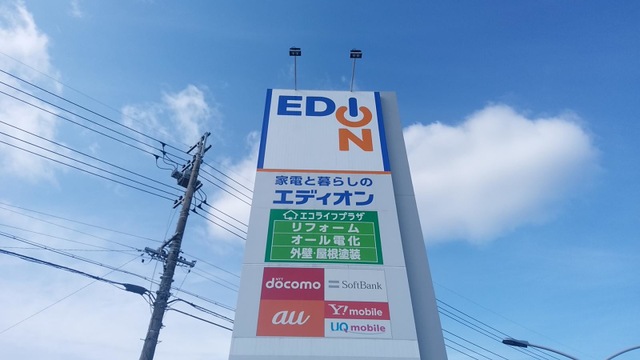 EDION
家電と暮らしの
エディオン
エコライフプラザ
リフォーム
オール電化
外壁・屋根塗装
NTT
docomo
SoftBank
au
Y!mobile
UQ mobile